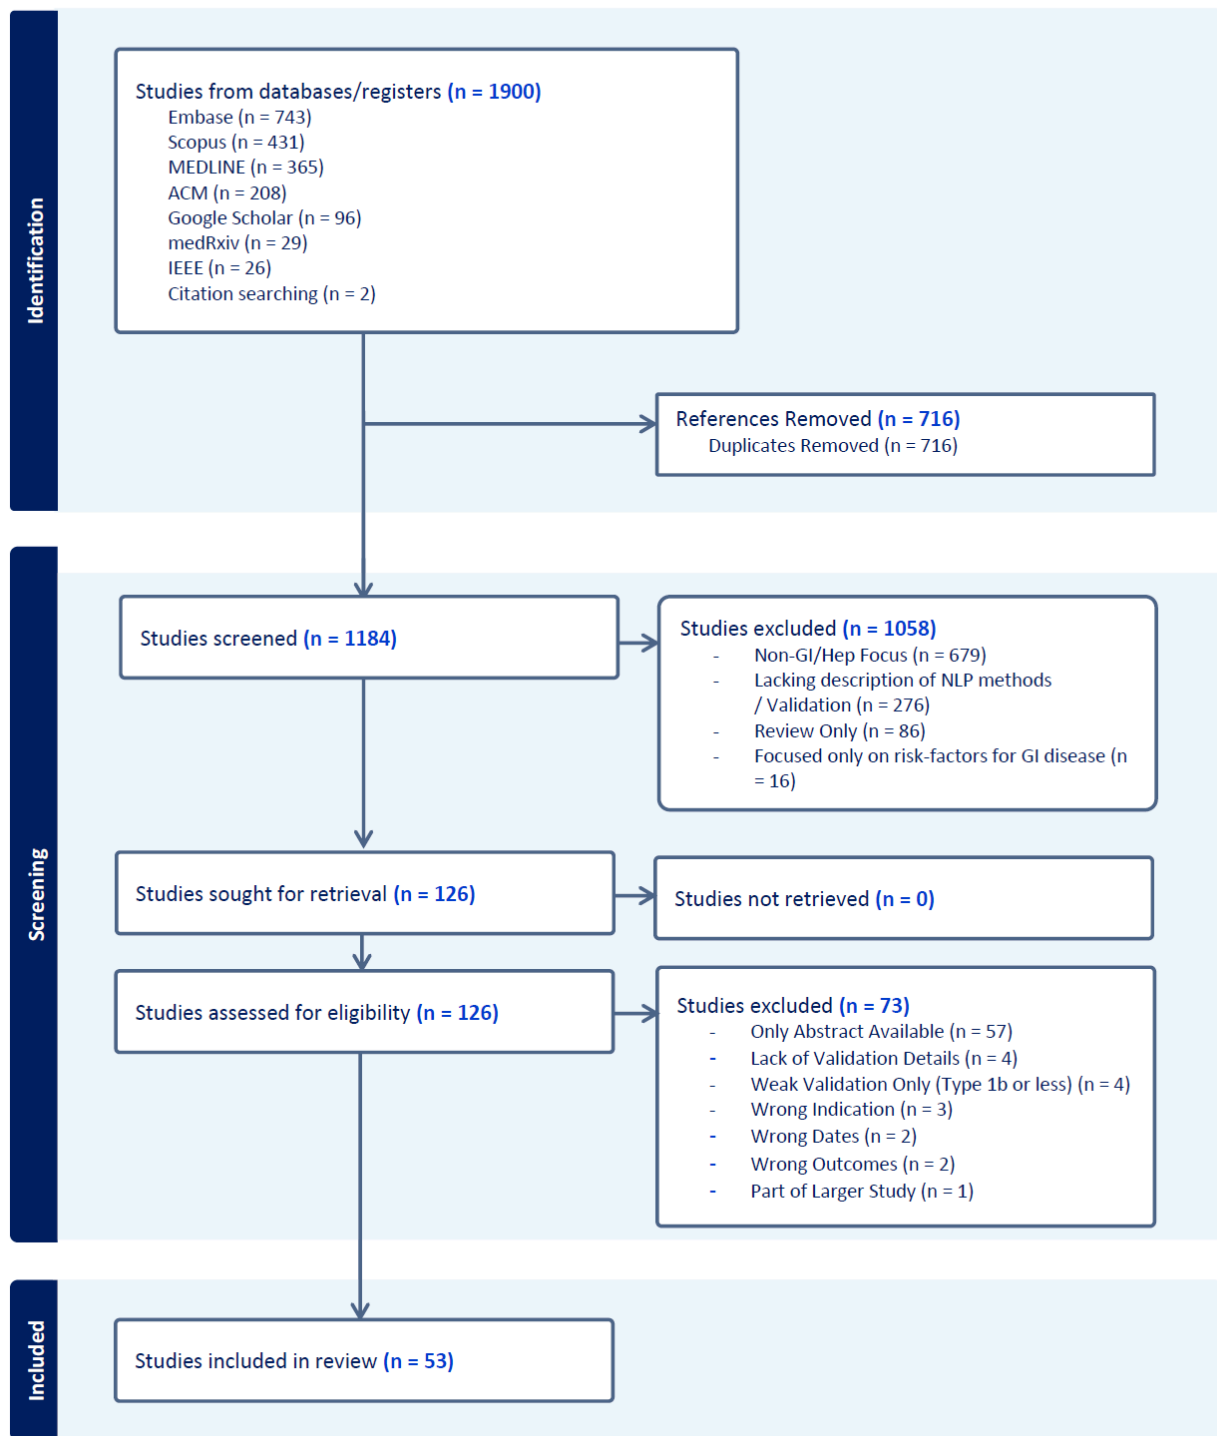 Identification
Studies from databases/registers (n = 1900)
Embase (n = 743)
Scopus (n = 431)
MEDLINE (n = 365)
ACM (n = 208)
Google Scholar (n = 96)
medRxiv (n = 29)
IEEE (n = 26)
Citation searching (n = 2)
References Removed (n = 716)
Duplicates Removed (n = 716)
Screening
Studies screened (n = 1184)
Studies excluded (n = 1058)
- Non-GI/Hep Focus (n = 679)
- Lacking description of NLP methods
/ Validation (n = 276)
- Review Only (n = 86)
- Focused only on risk-factors for GI disease (n
= 16)
Studies sought for retrieval (n = 126)
Studies not retrieved (n = 0)
Studies assessed for eligibility (n = 126)
Studies excluded (n = 73)
- Only Abstract Available (n = 57)
- Lack of Validation Details (n = 4)
- Weak Validation Only (Type 1b or less) (n = 4)
- Wrong Indication (n = 3)
- Wrong Dates (n = 2)
- Wrong Outcomes (n = 2)
- Part of Larger Study (n = 1)
Included
Studies included in review (n = 53)